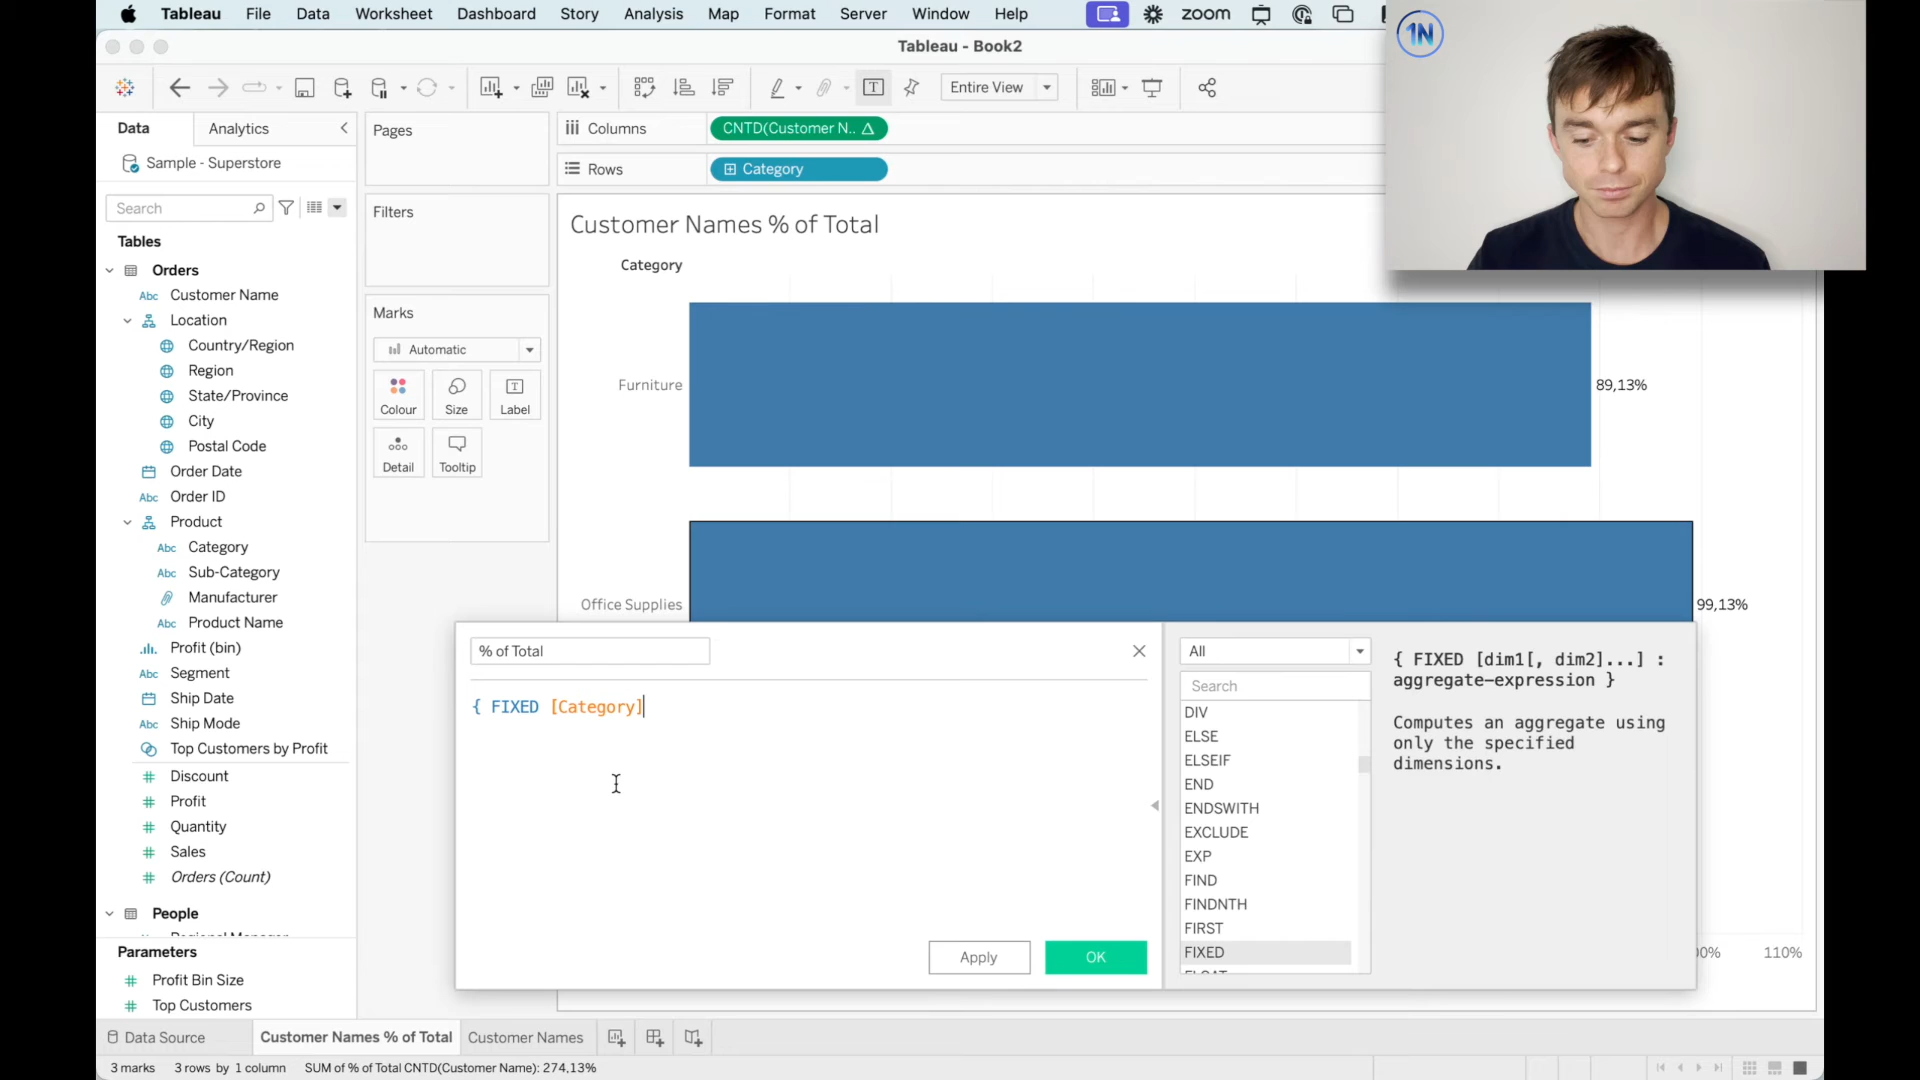 Tableau File Data Worksheet Dashboard Story Analysis Map Format Server Window Help zoom
Tableau - Book2
1N
Entire View
Data Analytics
Sample - Superstore
Search
Tables
Orders
Customer Name
Location
Country/Region
Region
State/Province
City
Postal Code
Order Date
Order ID
Product
Category
Sub-Category
Manufacturer
Product Name
Profit (bin)
Segment
Ship Date
Ship Mode
Top Customers by Profit
Discount
Profit
Quantity
Sales
Orders (Count)
People
Parameters
Profit Bin Size
Top Customers
Pages
Filters
Marks
Automatic
Colour Size Label
Detail Tooltip
Columns CNTD(Customer N..
Rows Category
Customer Names % of Total
Category
Furniture 89,13%
Office Supplies 99,13%
110%
% of Total
{ FIXED [Category]
Apply OK
All
Search
DIV
ELSE
ELSEIF
END
ENDSWITH
EXCLUDE
EXP
FIND
FINDNTH
FIRST
FIXED
{ FIXED [dim1[, dim2]...] :
aggregate-expression }
Computes an aggregate using
only the specified
dimensions.
Data Source Customer Names % of Total Customer Names
3 marks 3 rows by 1 column SUM of % of Total CNTD(Customer Name): 274,13%